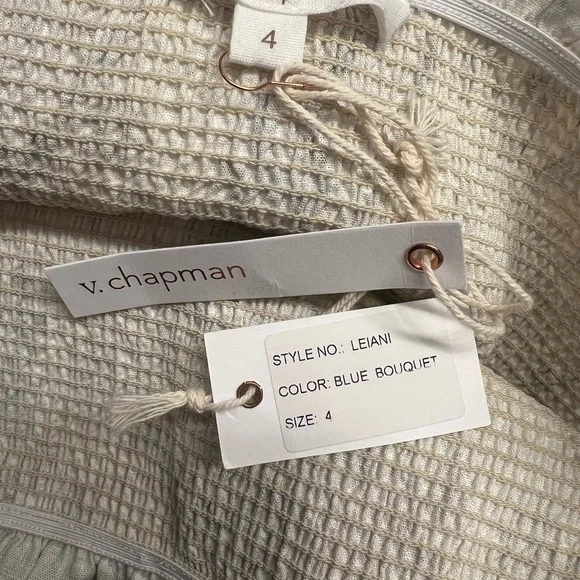 4
v. chapman
STYLE NO.: LEIANI
COLOR: BLUE BOUQUET
SIZE: 4